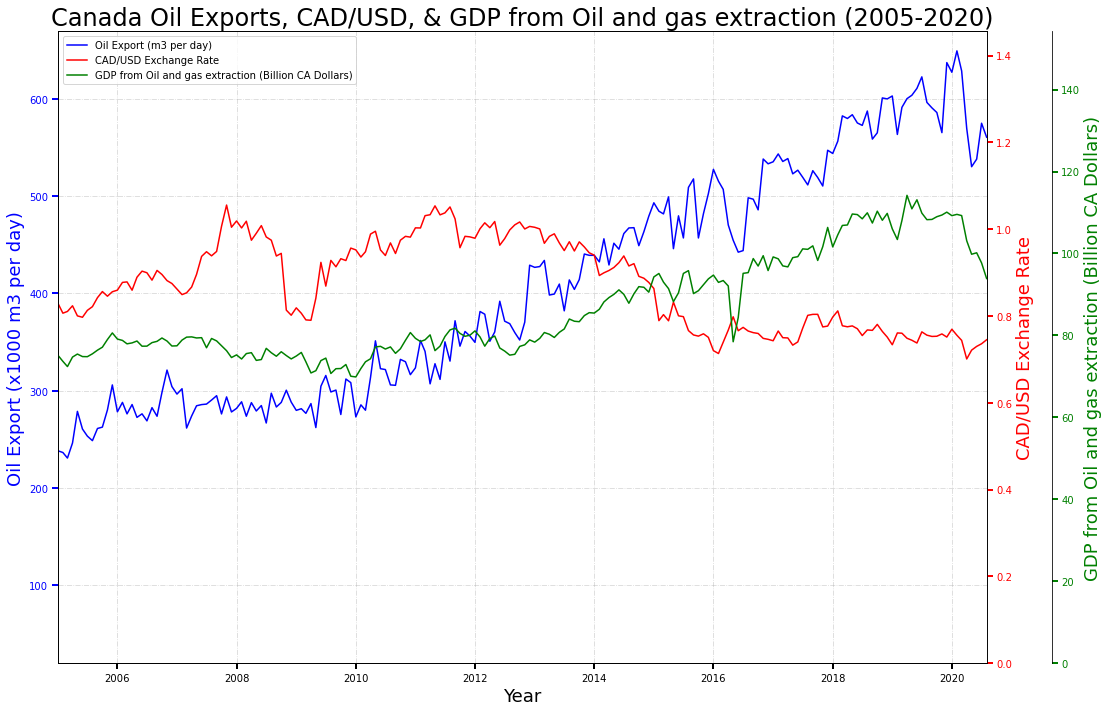 Canada Oil Exports, CAD/USD, & GDP from Oil and gas extraction (2005-2020)
Oil Export (m3 per day)
CAD/USD Exchange Rate
GDP from Oil and gas extraction (Billion CA Dollars)
Oil Export (x1000 m3 per day)
600
500
400
300
200
100
1.4
1.2
1.0
0.8
0.6
0.4
0.2
0.0
CAD/USD Exchange Rate
140
120
100
80
60
40
20
0
GDP from Oil and gas extraction (Billion CA Dollars)
2006 2008 2010 2012 2014 2016 2018 2020
Year